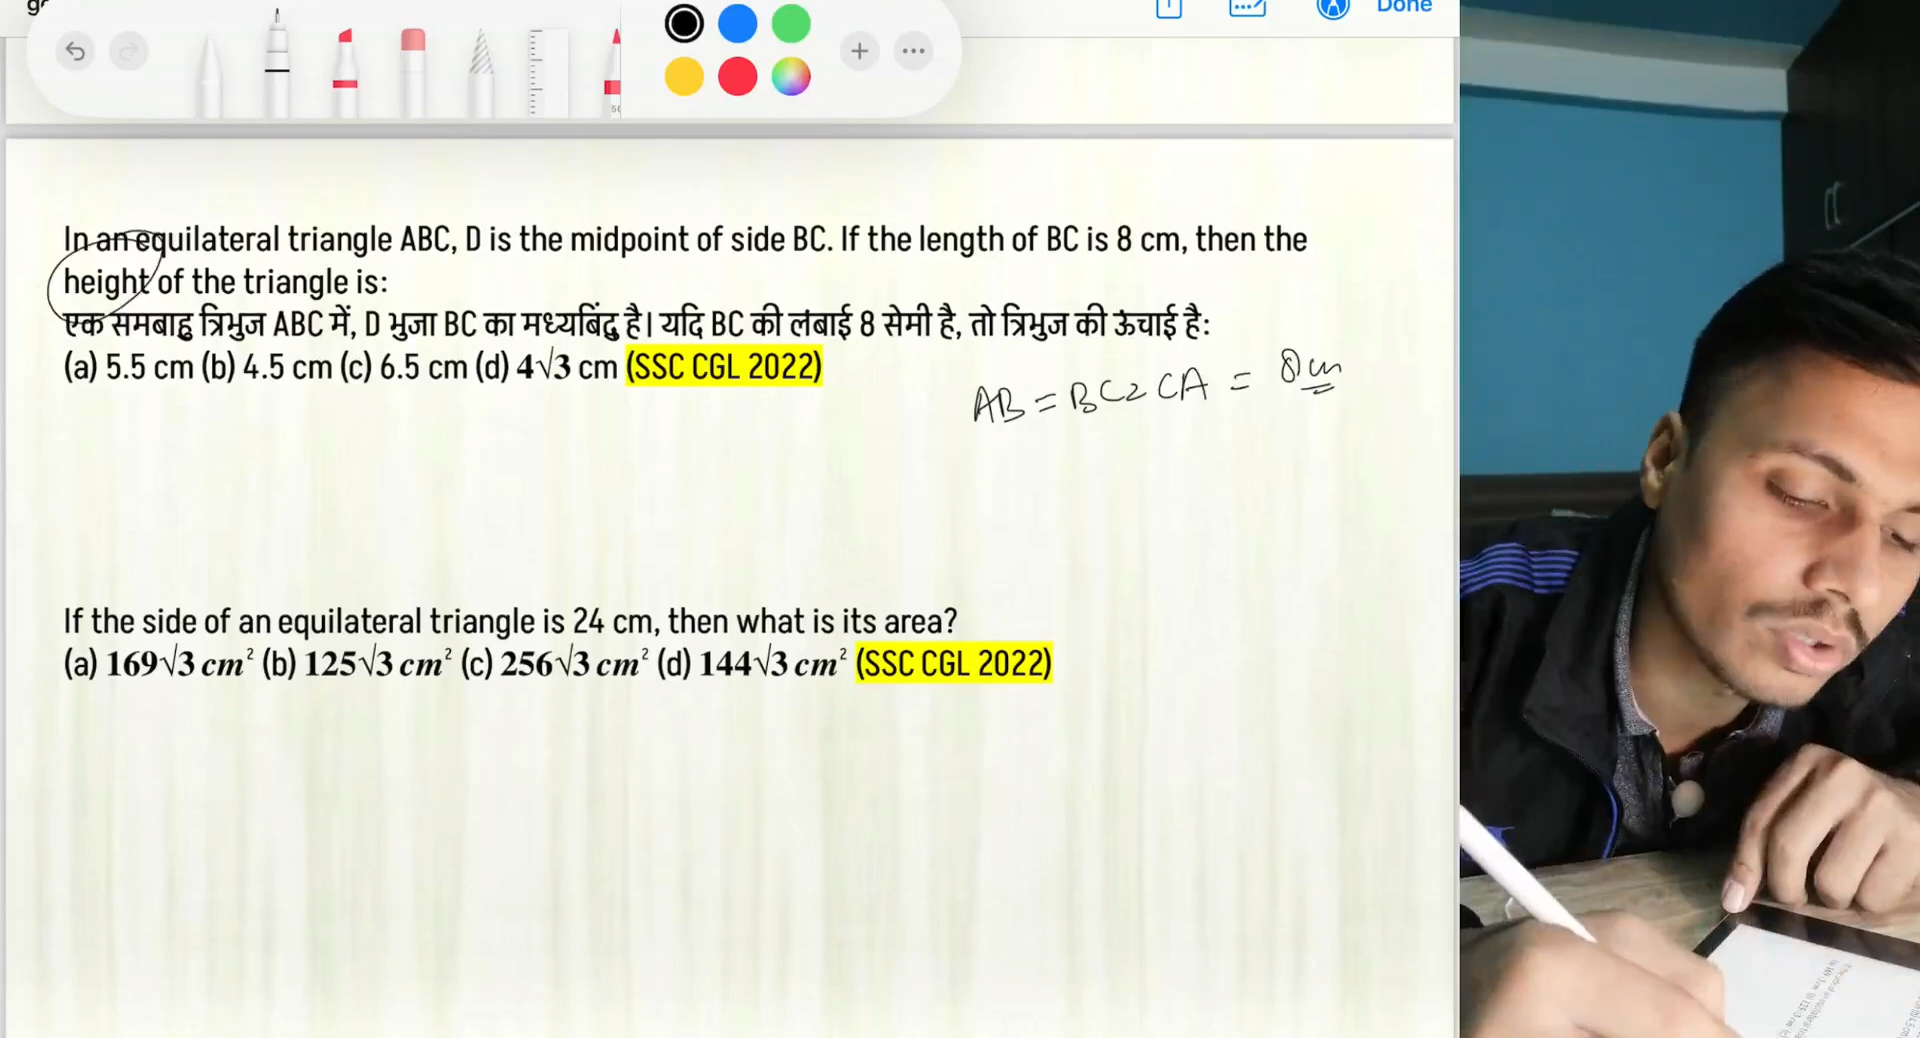 Done
In an equilateral triangle ABC, D is the midpoint of side BC. If the length of BC is 8 cm, then the
height of the triangle is:
एक समबाहु त्रिभुज ABC में, D भुजा BC का मध्यबिंदु है। यदि BC की लंबाई 8 सेमी है, तो त्रिभुज की ऊंचाई है:
(a) 5.5 cm (b) 4.5 cm (c) 6.5 cm (d) 4√3 cm (SSC CGL 2022)
AB = BC = CA = 8 cm
If the side of an equilateral triangle is 24 cm, then what is its area?
(a) 169√3 cm² (b) 125√3 cm² (c) 256√3 cm² (d) 144√3 cm² (SSC CGL 2022)